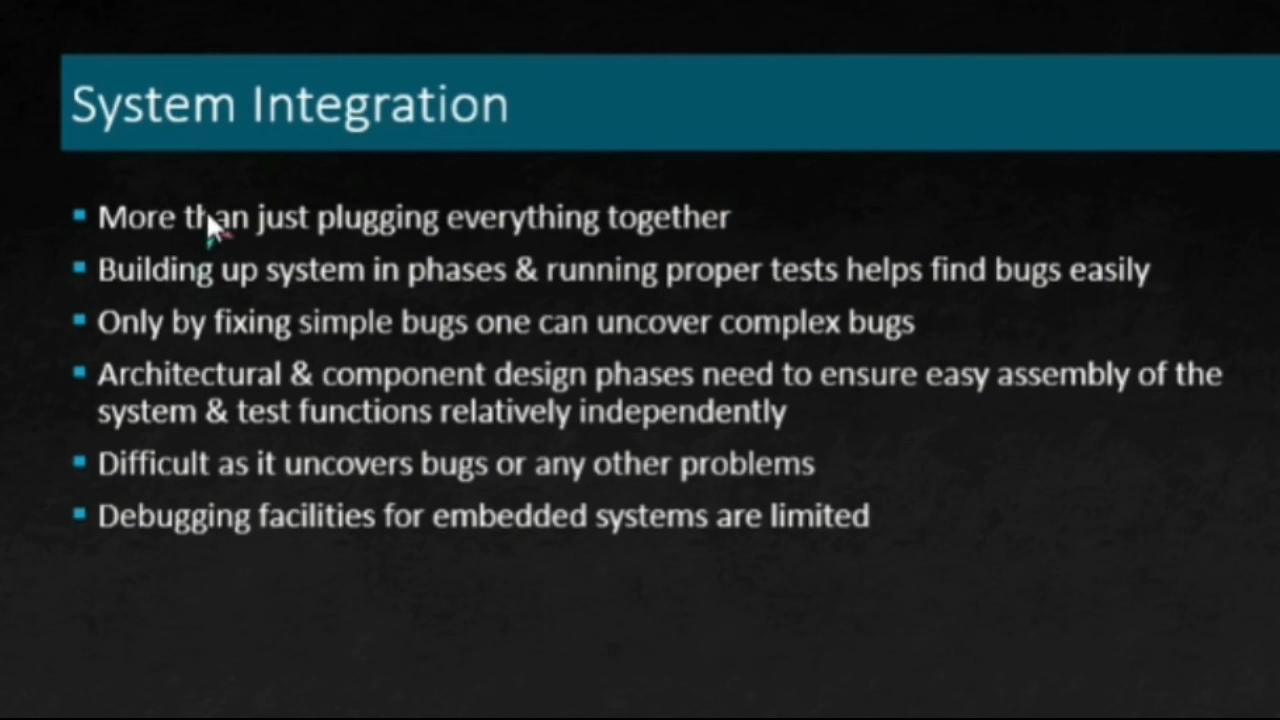 System Integration
More than just plugging everything together
Building up system in phases & running proper tests helps find bugs easily
Only by fixing simple bugs one can uncover complex bugs
Architectural & component design phases need to ensure easy assembly of the
system & test functions relatively independently
Difficult as it uncovers bugs or any other problems
Debugging facilities for embedded systems are limited